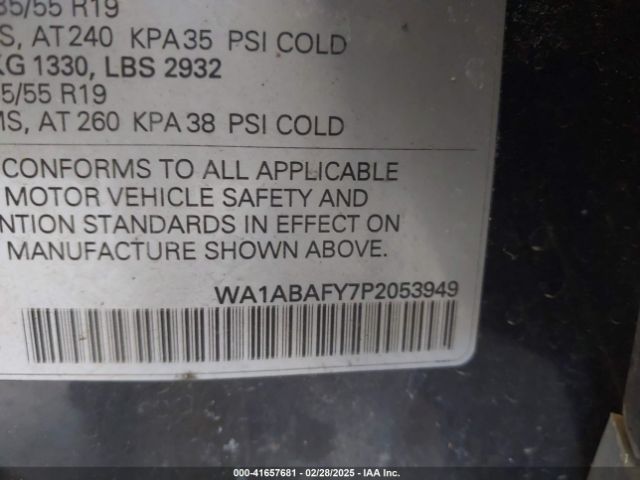 35/55 R19
S, AT 240 KPA 35 PSI COLD
KG 1330, LBS 2932
5/55 R19
MS, AT 260 KPA 38 PSI COLD
CONFORMS TO ALL APPLICABLE
MOTOR VEHICLE SAFETY AND
NTION STANDARDS IN EFFECT ON
MANUFACTURE SHOWN ABOVE.
WA1ABAFY7P2053949
000-41657681 | 02/28/2025 | IAA Inc.